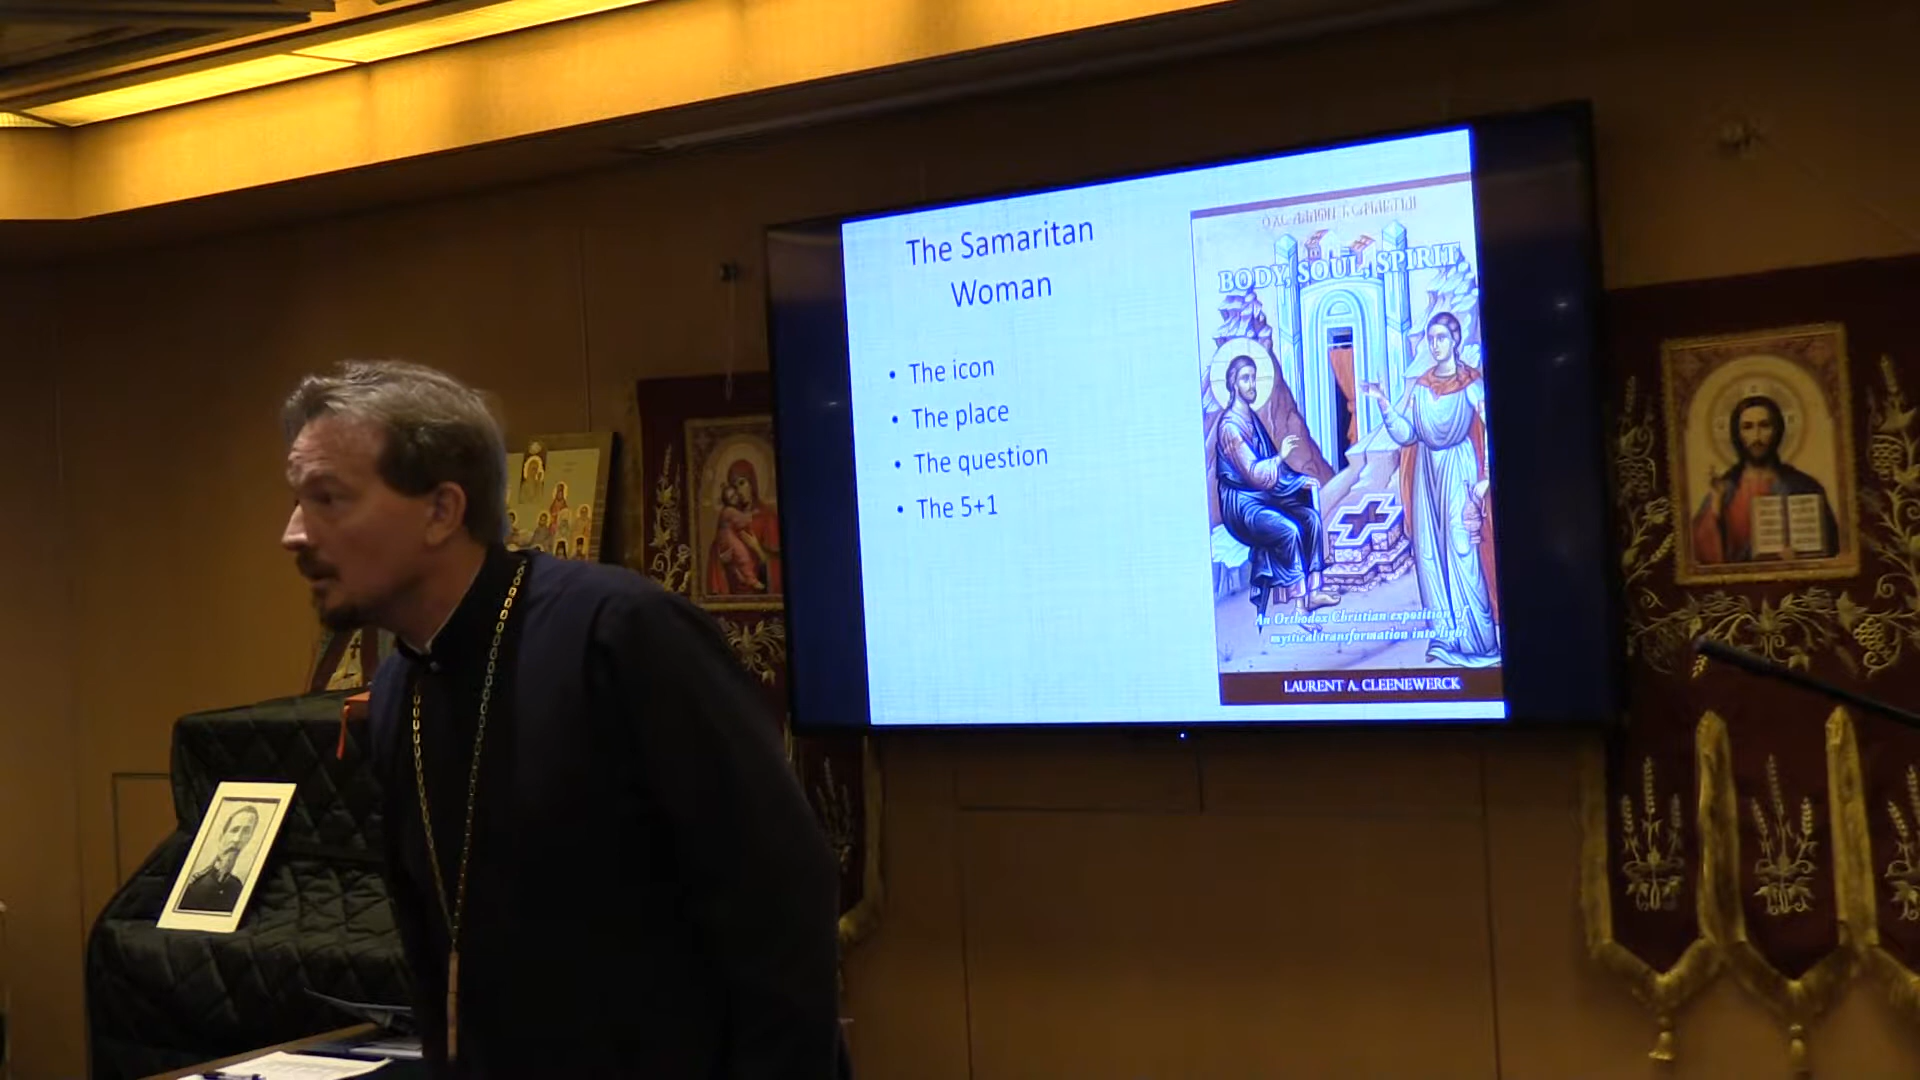 The Samaritan
Woman
• The icon
• The place
• The question
• The 5+1
BODY, SOUL, SPIRIT
An Orthodox Christian exposition of
mystical transformation into light
LAURENT A. CLEENEWERCK